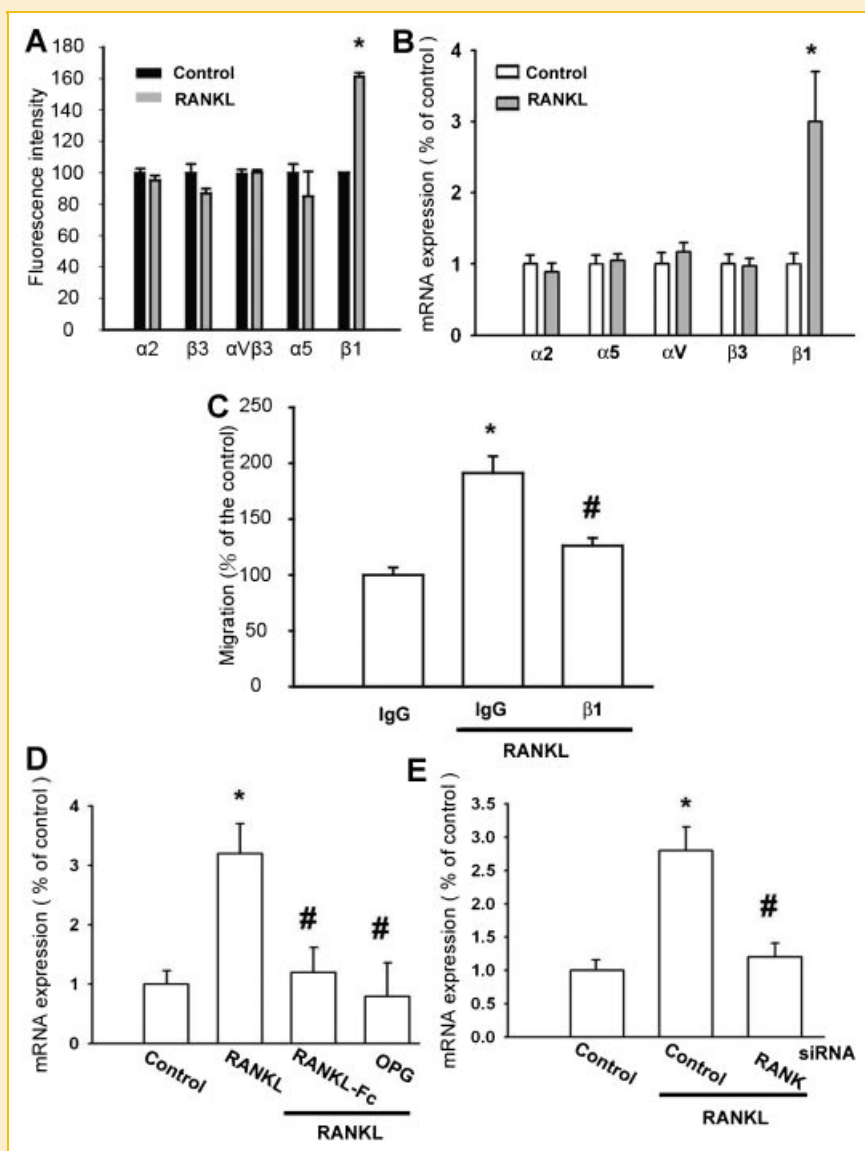 A
Fluorescence intensity
180
160
140
120
100
80
60
40
20
0
*
Control
RANKL
α2 β3 αVβ3 α5 β1
B
mRNA expression ( % of control )
4
3
2
1
0
*
Control
RANKL
α2 α5 αV β3 β1
C
Migration (% of the control)
250
200
150
100
50
0
*
#
IgG IgG β1
RANKL
D
mRNA expression ( % of control )
4
3
2
1
0
*
#
#
Control RANKL RANKL-Fc OPG
RANKL
E
mRNA expression ( % of control )
3.5
3.0
2.5
2.0
1.5
1.0
0.5
0.0
*
#
Control Control RANK siRNA
RANKL